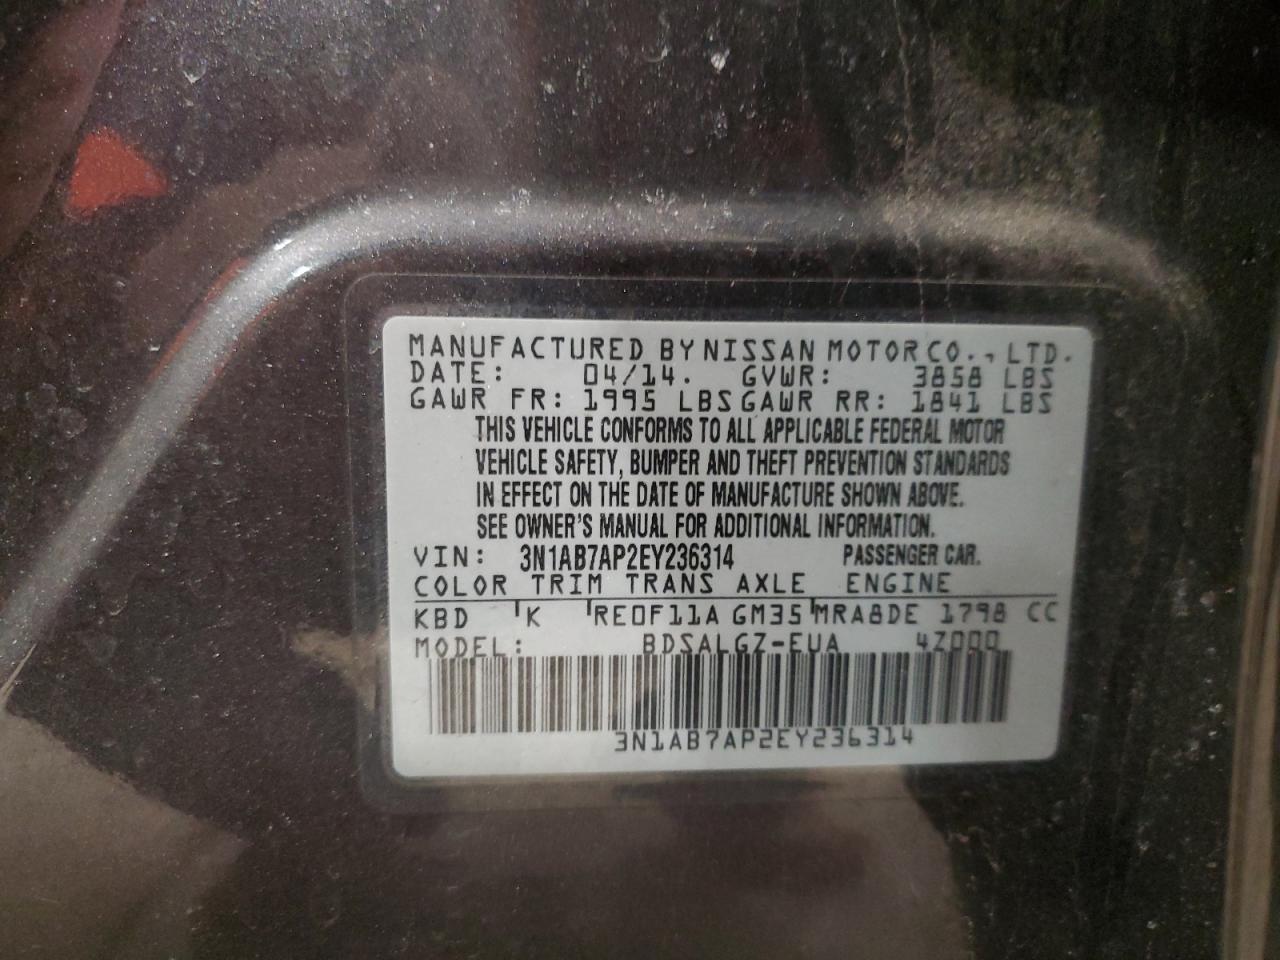 MANUFACTURED BY NISSAN MOTOR CO., LTD.
DATE: 04/14. GVWR: 3858 LBS
GAWR FR: 1995 LBS GAWR RR: 1841 LBS
THIS VEHICLE CONFORMS TO ALL APPLICABLE FEDERAL MOTOR
VEHICLE SAFETY, BUMPER AND THEFT PREVENTION STANDARDS
IN EFFECT ON THE DATE OF MANUFACTURE SHOWN ABOVE.
SEE OWNER'S MANUAL FOR ADDITIONAL INFORMATION.
VIN: 3N1AB7AP2EY236314 PASSENGER CAR.
COLOR TRIM TRANS AXLE ENGINE
KBD K RE0F11A GM35 MRA8DE 1798 CC
MODEL: BDSALGZ-EUA 4Z000
3N1AB7AP2EY236314